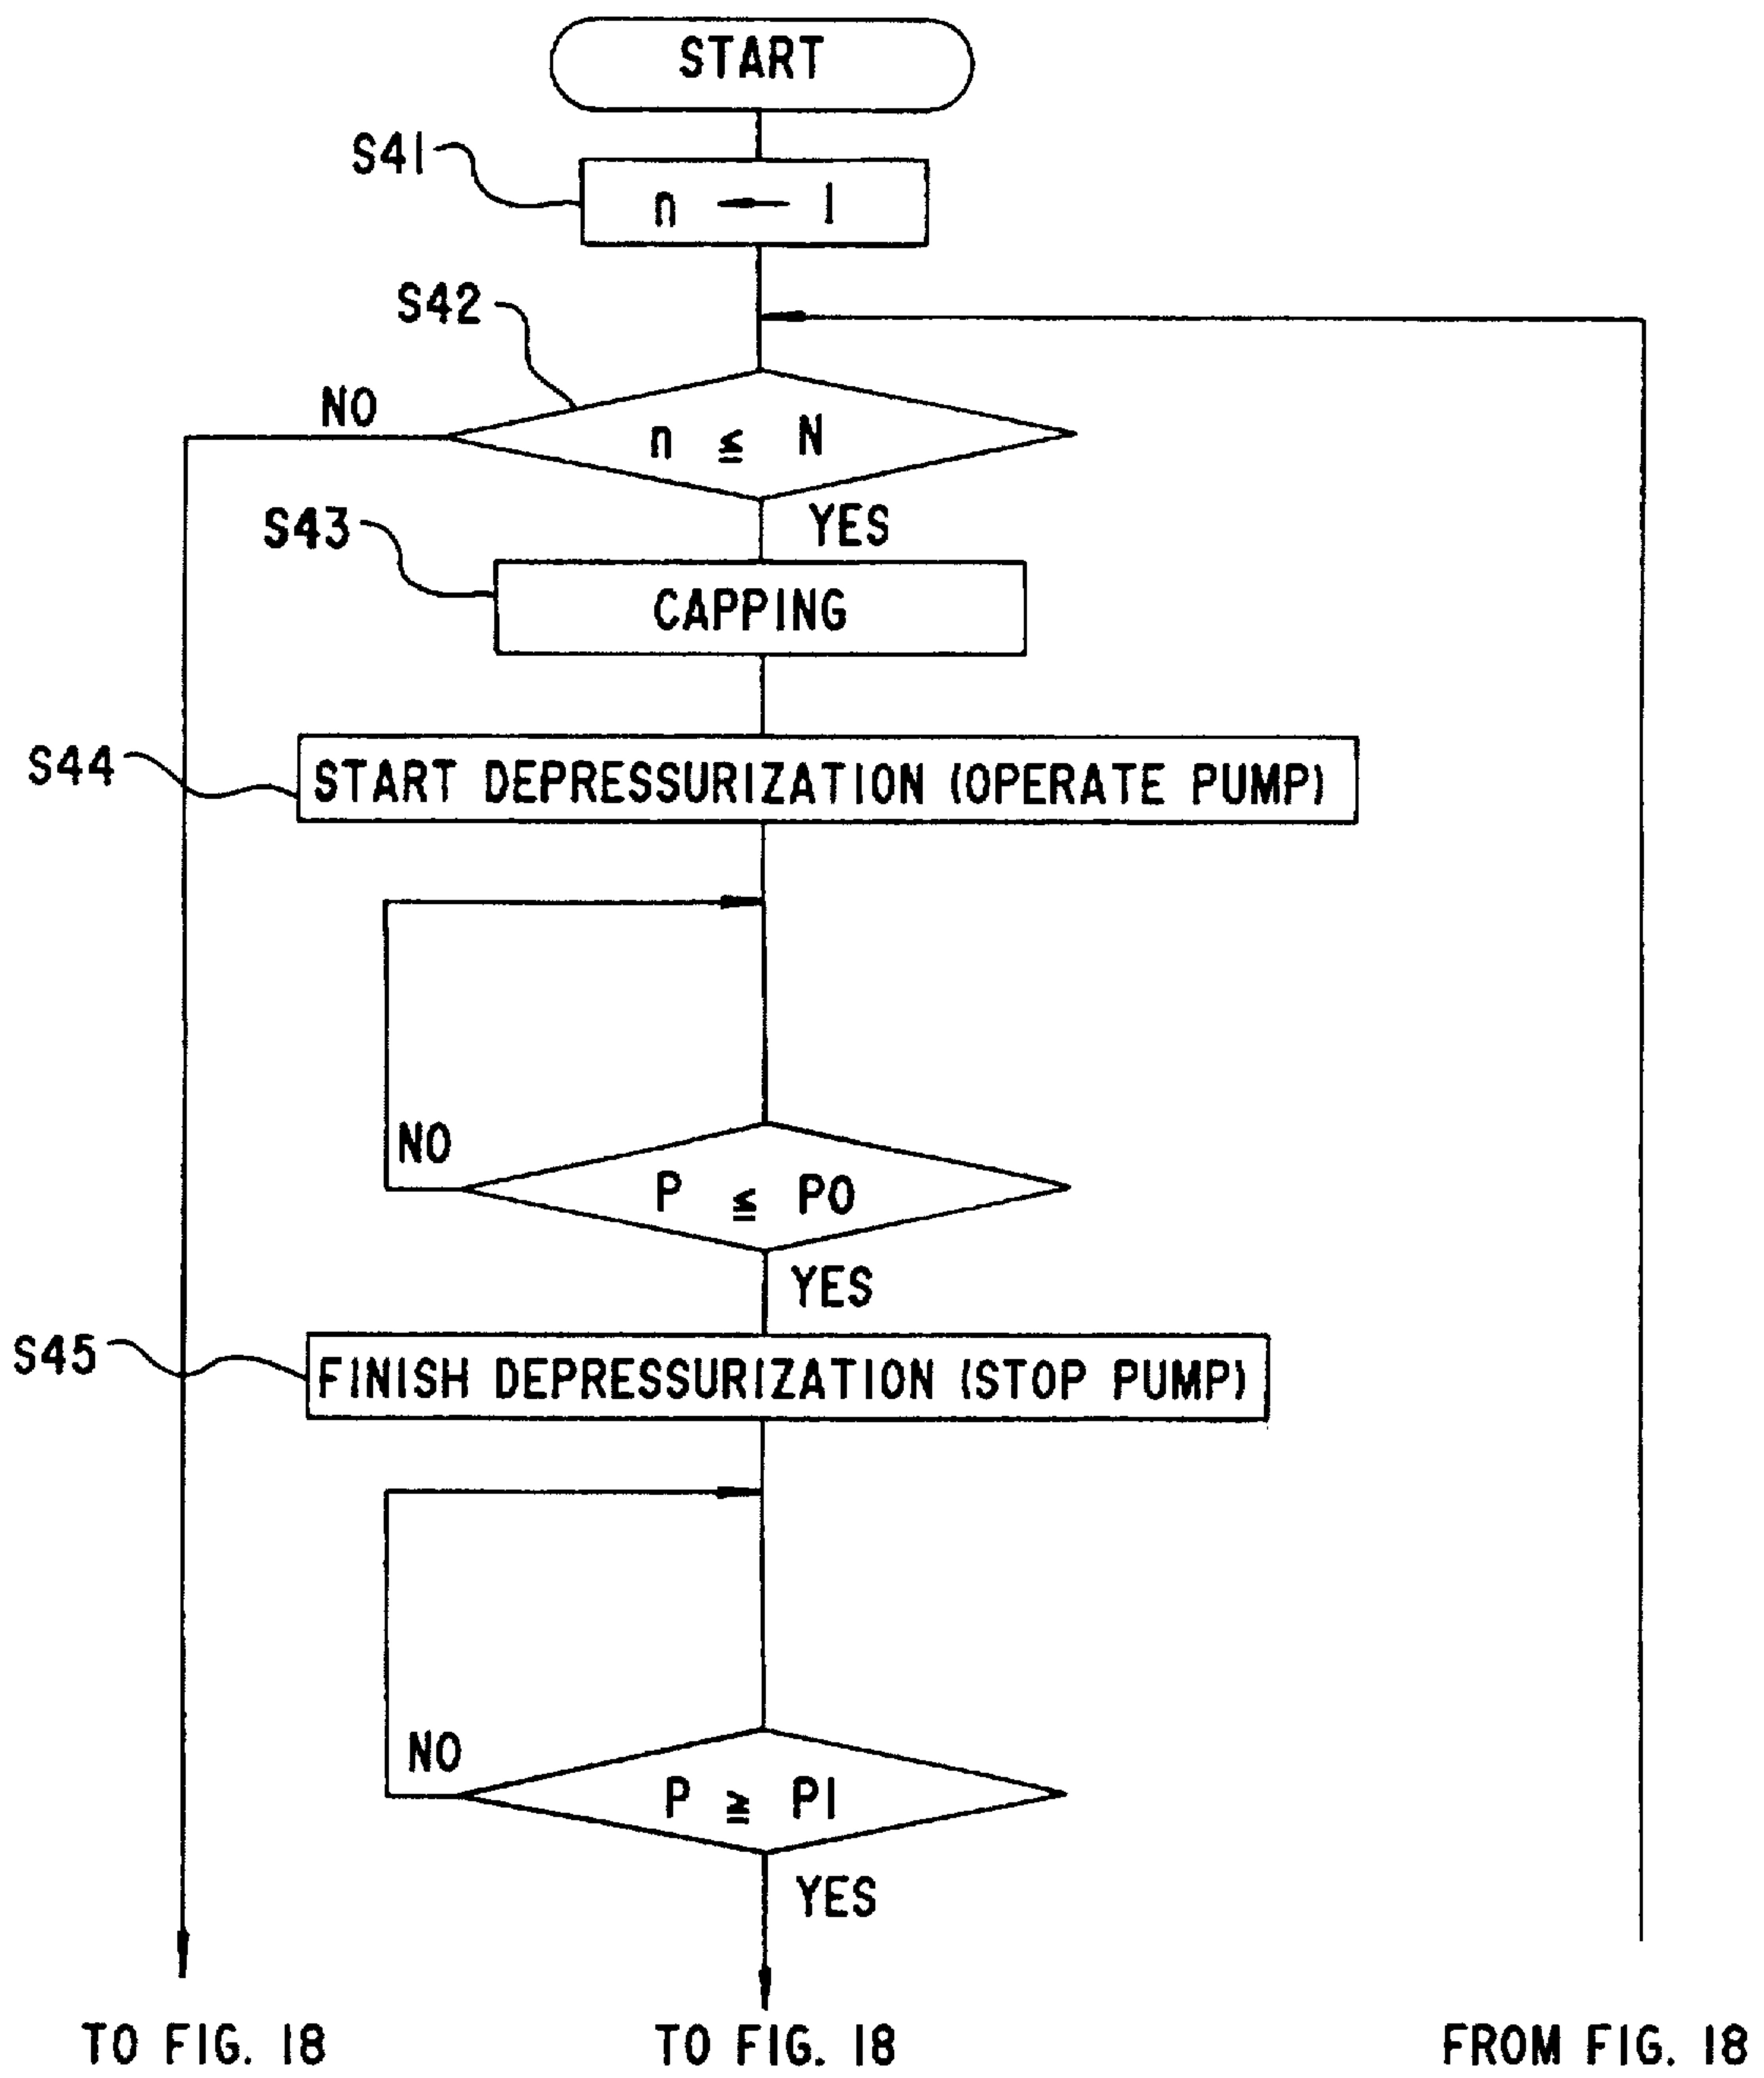 START
S41
n ← 1
S42
NO
n ≦ N
YES
S43
CAPPING
S44
START DEPRESSURIZATION (OPERATE PUMP)
NO
P ≦ P0
YES
S45
FINISH DEPRESSURIZATION (STOP PUMP)
NO
P ≧ P1
YES
TO FIG. 18
TO FIG. 18
FROM FIG. 18